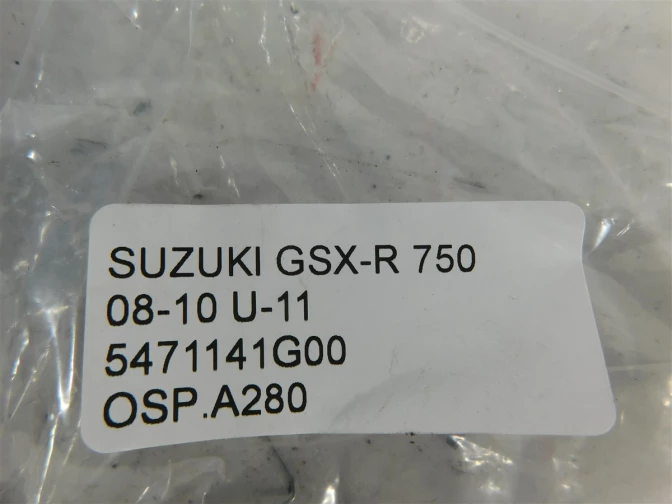 SUZUKI GSX-R 750
08-10 U-11
5471141G00
OSP.A280